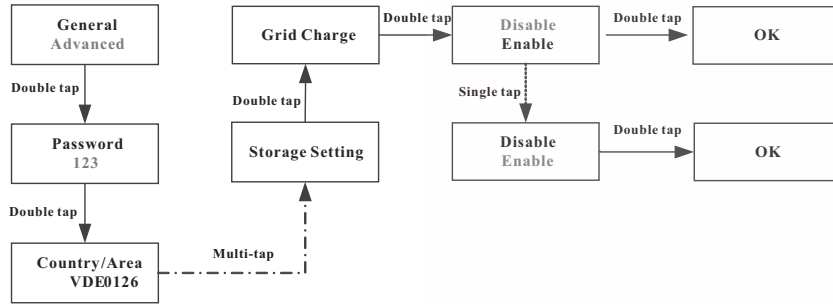 General
Advanced
Double tap
Password
123
Double tap
Country/Area
VDE0126
Multi-tap
Storage Setting
Double tap
Grid Charge
Double tap
Disable
Enable
Double tap
OK
Single tap
Disable
Enable
Double tap
OK